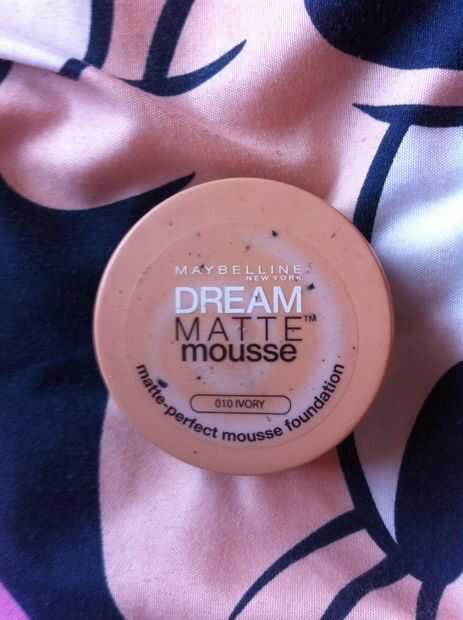 MAYBELLINE
NEW YORK
DREAM
MATTE™
mousse
matte-perfect mousse foundation
010 IVORY